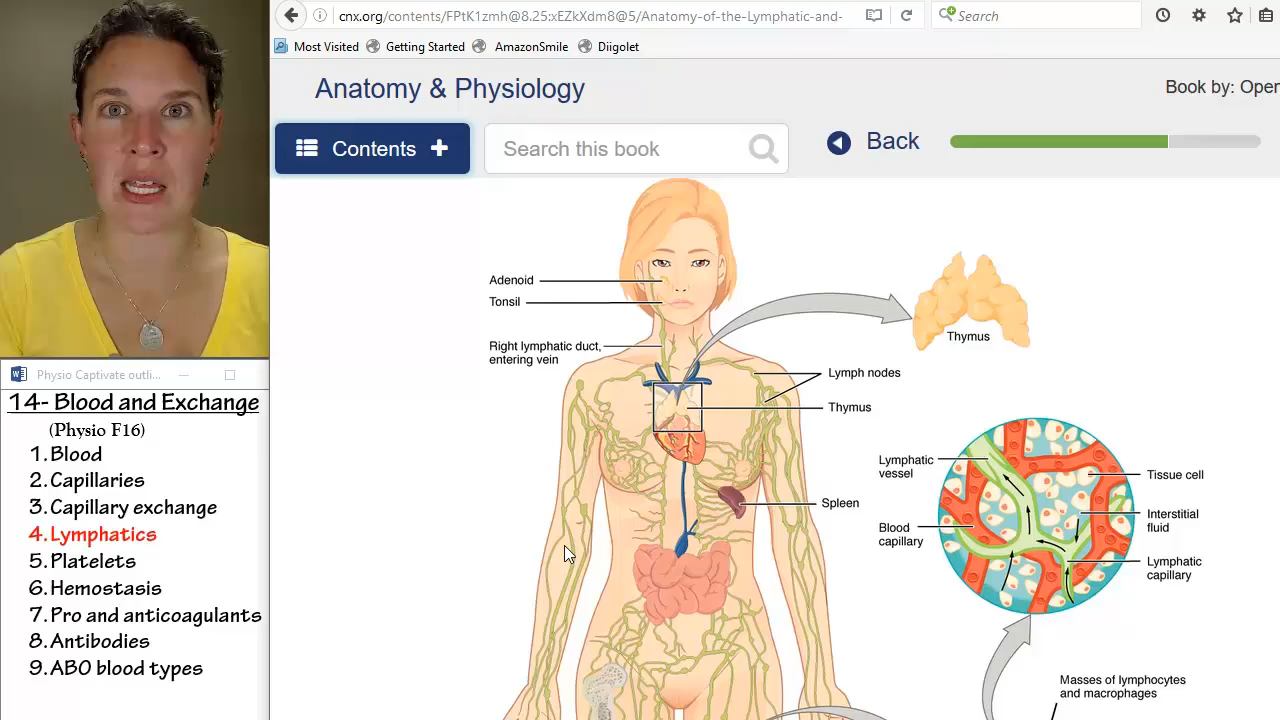 cnx.org/contents/FPtK1zmh@8.25:xEZkXdm8@5/Anatomy-of-the-Lymphatic-and-
Search
Most Visited
Getting Started
AmazonSmile
Diigolet
Anatomy & Physiology
Book by: Oper
Contents
Search this book
Back
Adenoid
Tonsil
Right lymphatic duct,
entering vein
Thymus
Lymph nodes
Thymus
Spleen
Lymphatic
vessel
Blood
capillary
Tissue cell
Interstitial
fluid
Lymphatic
capillary
Masses of lymphocytes
and macrophages
Physio Captivate outli...
14- Blood and Exchange
(Physio F16)
1. Blood
2. Capillaries
3. Capillary exchange
4. Lymphatics
5. Platelets
6. Hemostasis
7. Pro and anticoagulants
8. Antibodies
9. ABO blood types